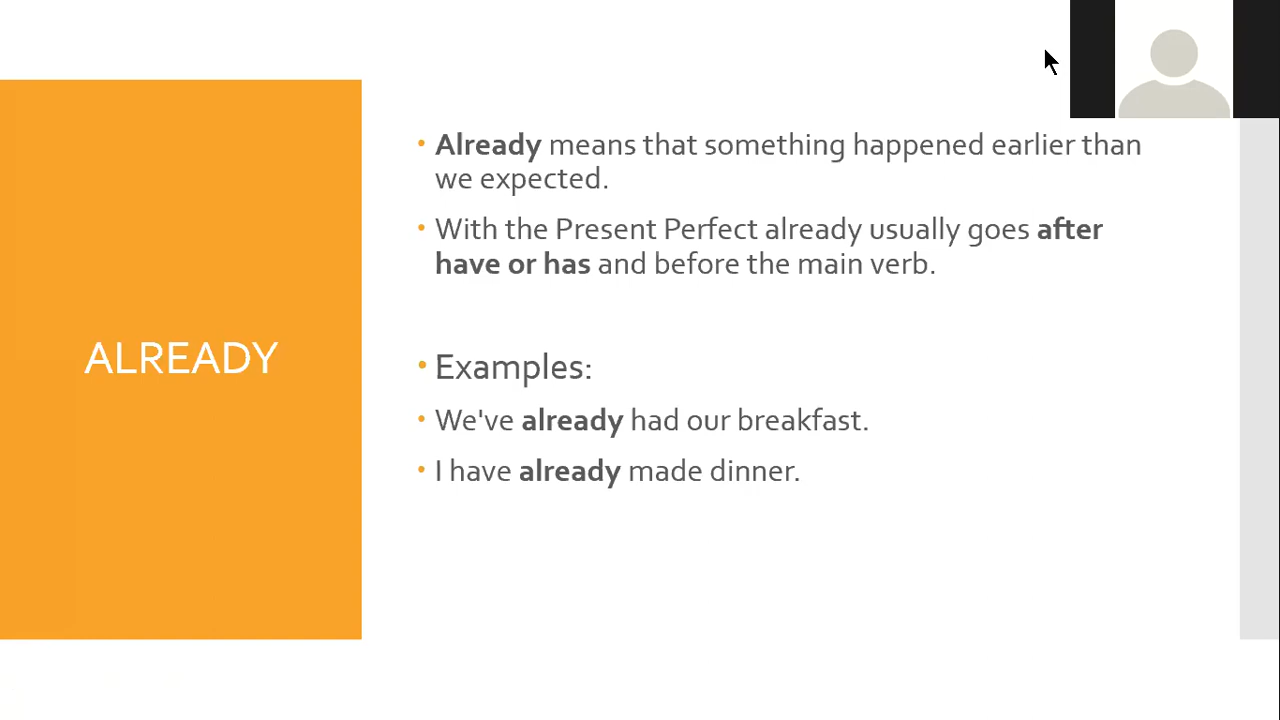 ALREADY
• Already means that something happened earlier than
we expected.
• With the Present Perfect already usually goes after
have or has and before the main verb.
• Examples:
• We've already had our breakfast.
• I have already made dinner.